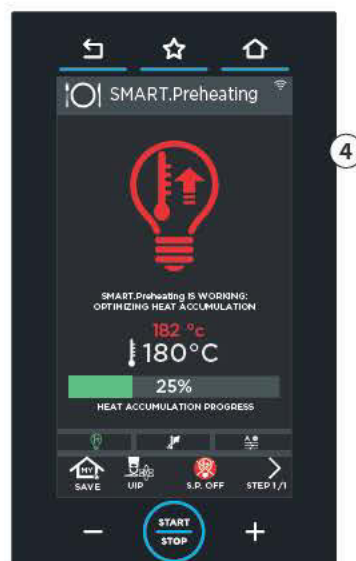 SMART.Preheating
4
SMART.Preheating IS WORKING:
OPTIMIZING HEAT ACCUMULATION
182 °c
180°C
25%
HEAT ACCUMULATION PROGRESS
MY
SAVE
UIP
S.P. OFF
STEP 1/1
START
STOP